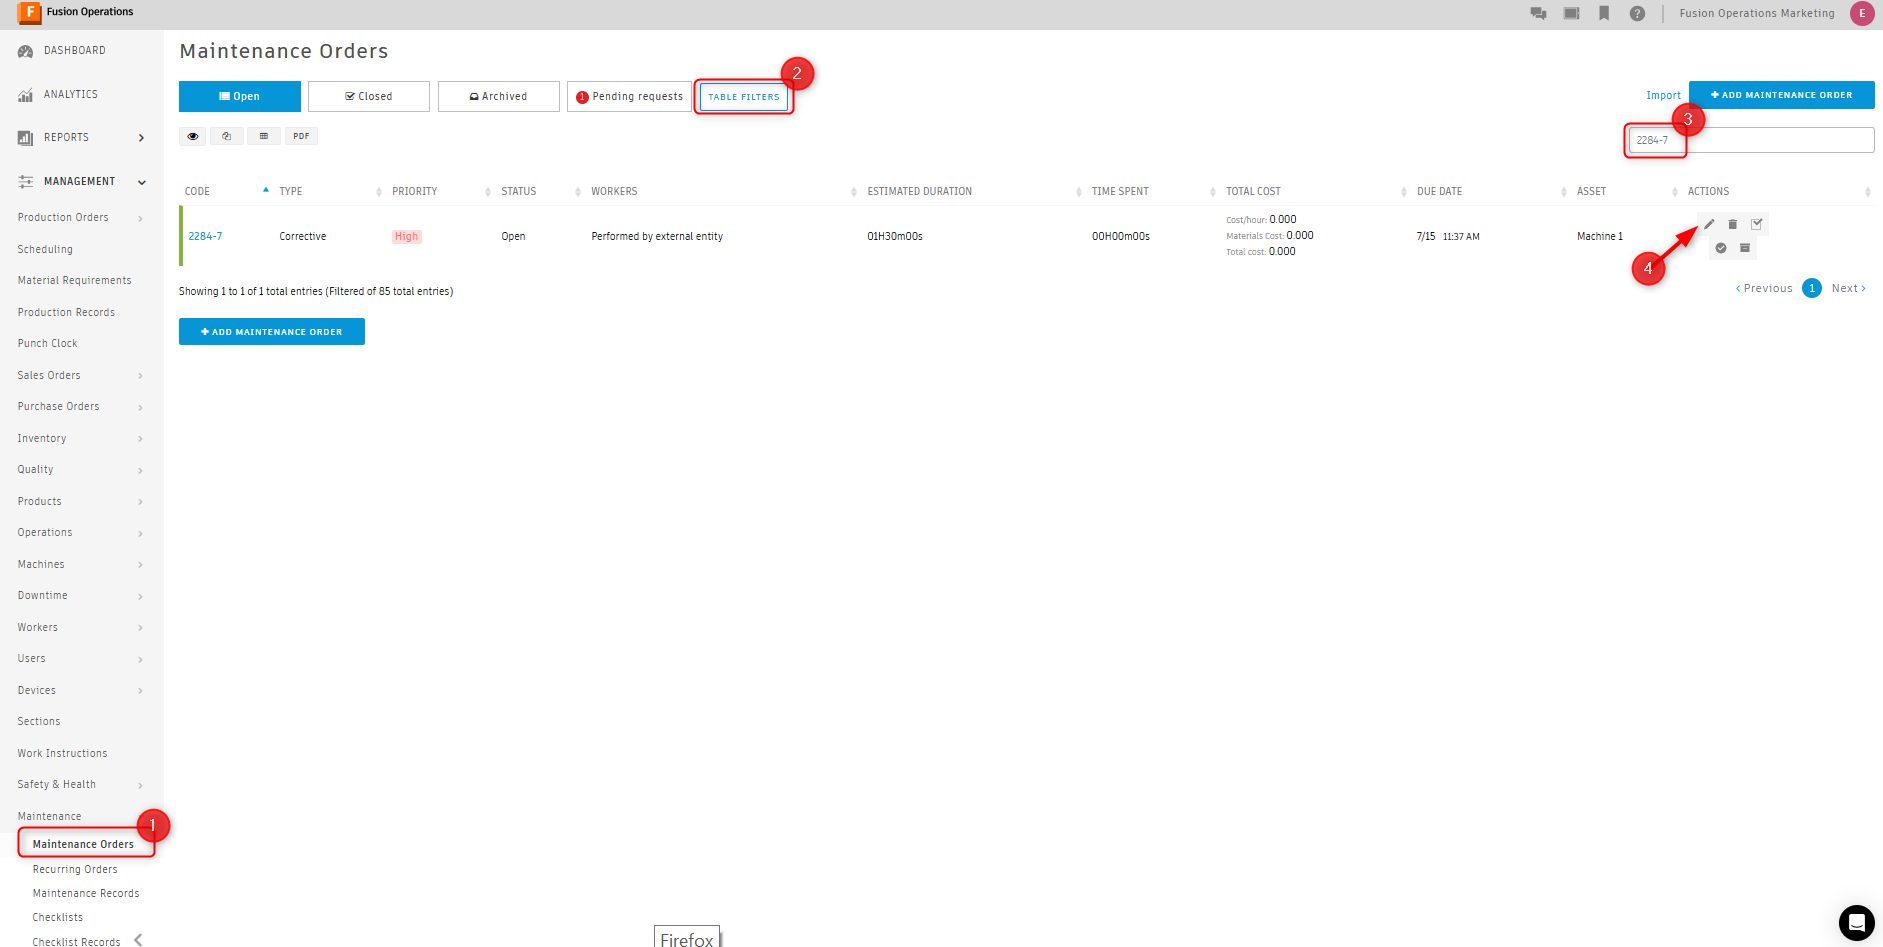 F Fusion Operations
Fusion Operations Marketing E
DASHBOARD
ANALYTICS
REPORTS
MANAGEMENT
Production Orders
Scheduling
Material Requirements
Production Records
Punch Clock
Sales Orders
Purchase Orders
Inventory
Quality
Products
Operations
Machines
Downtime
Workers
Users
Devices
Sections
Work Instructions
Safety & Health
Maintenance
1
Maintenance Orders
Recurring Orders
Maintenance Records
Checklists
Checklist Records
Maintenance Orders
2
Open Closed Archived 1 Pending requests TABLE FILTERS
Import + ADD MAINTENANCE ORDER
3
PDF
2284-7
CODE TYPE PRIORITY STATUS WORKERS ESTIMATED DURATION TIME SPENT TOTAL COST DUE DATE ASSET ACTIONS
2284-7 Corrective High Open Performed by external entity 01H30m00s 00H00m00s
Cost/hour: 0.000
Materials Cost: 0.000
Total cost: 0.000
7/15 11:37 AM Machine 1
4
Showing 1 to 1 of 1 total entries (Filtered of 85 total entries)
‹ Previous 1 Next ›
+ ADD MAINTENANCE ORDER
Firefox